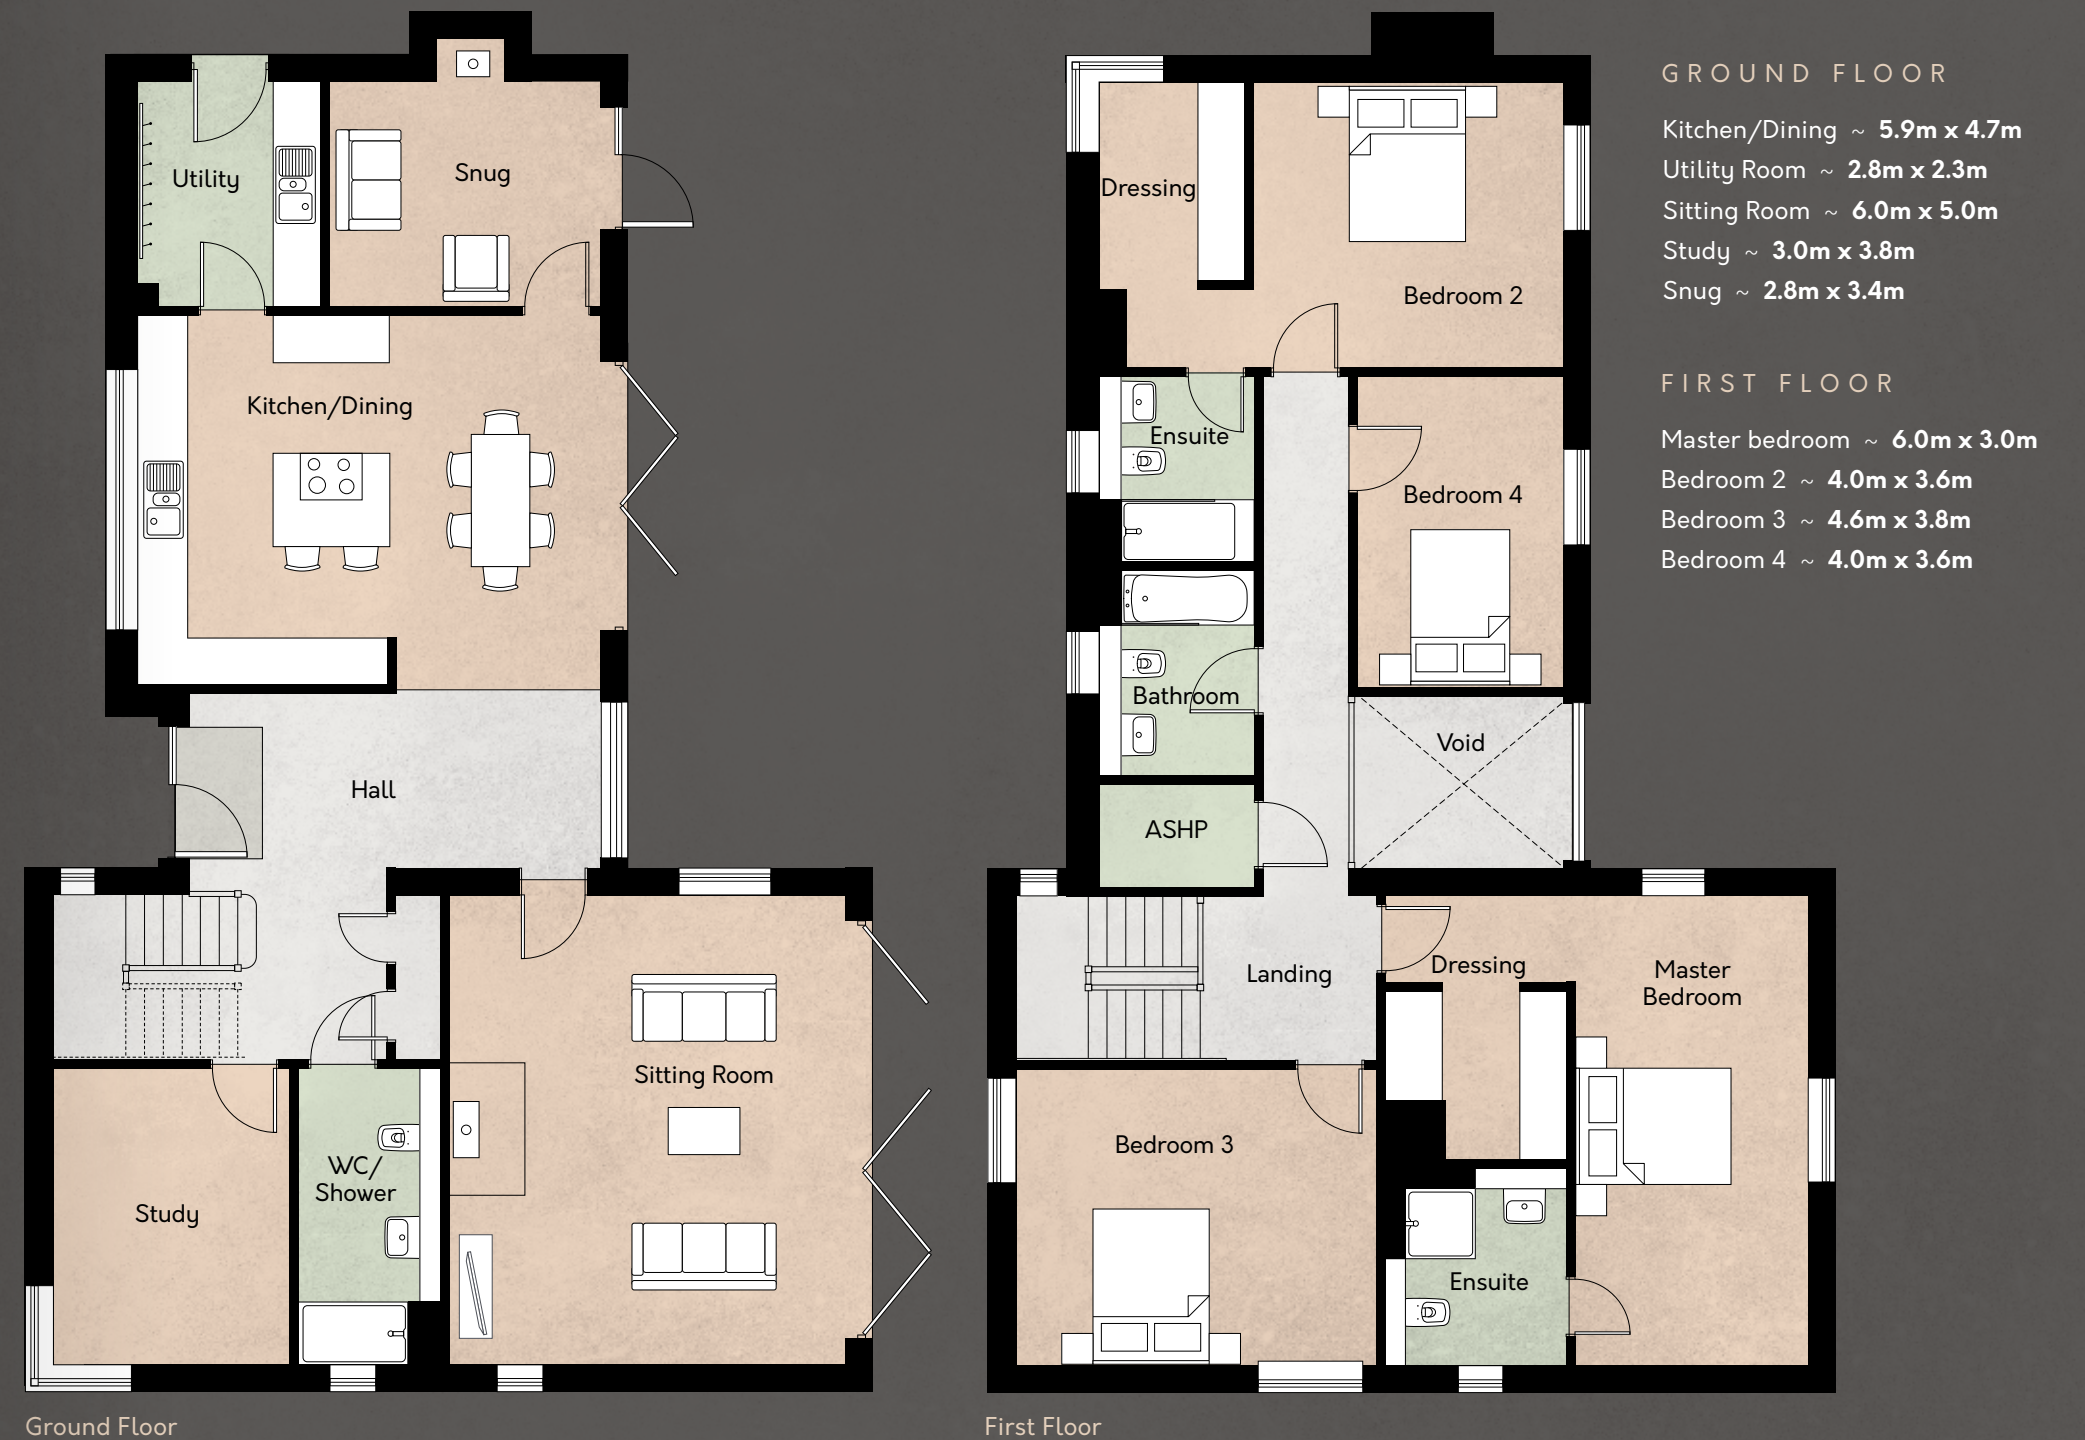 GROUND FLOOR
Kitchen/Dining ~ 5.9m x 4.7m
Utility Room ~ 2.8m x 2.3m
Sitting Room ~ 6.0m x 5.0m
Study ~ 3.0m x 3.8m
Snug ~ 2.8m x 3.4m
FIRST FLOOR
Master bedroom ~ 6.0m x 3.0m
Bedroom 2 ~ 4.0m x 3.6m
Bedroom 3 ~ 4.6m x 3.8m
Bedroom 4 ~ 4.0m x 3.6m
Utility
Snug
Kitchen/Dining
Hall
Sitting Room
WC/
Shower
Study
Ground Floor
Dressing
Bedroom 2
Ensuite
Bedroom 4
Bathroom
Void
ASHP
Landing
Dressing
Master
Bedroom
Bedroom 3
Ensuite
First Floor